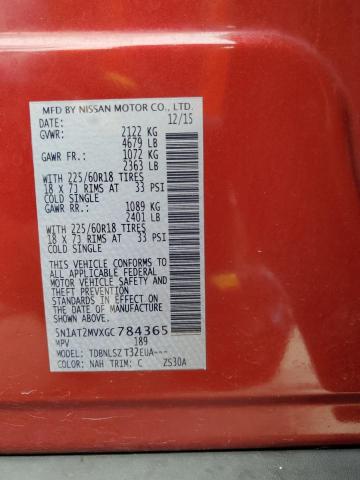 MFD BY NISSAN MOTOR CO., LTD.
DATE: 12/15
GVWR: 2122 KG
4679 LB
GAWR FR.: 1072 KG
2363 LB
WITH 225/60R18 TIRES
18 X 7J RIMS AT 33 PSI
COLD SINGLE
GAWR RR.: 1089 KG
2401 LB
WITH 225/60R18 TIRES
18 X 7J RIMS AT 33 PSI
COLD SINGLE
THIS VEHICLE CONFORMS TO
ALL APPLICABLE FEDERAL
MOTOR VEHICLE SAFETY AND
THEFT PREVENTION
STANDARDS IN EFFECT ON THE
DATE OF MANUFACTURE
SHOWN ABOVE.
5N1AT2MVXGC784365
MPV 189
MODEL: TDBNLSZ T32EUA---
COLOR: NAH TRIM: C ZS30A